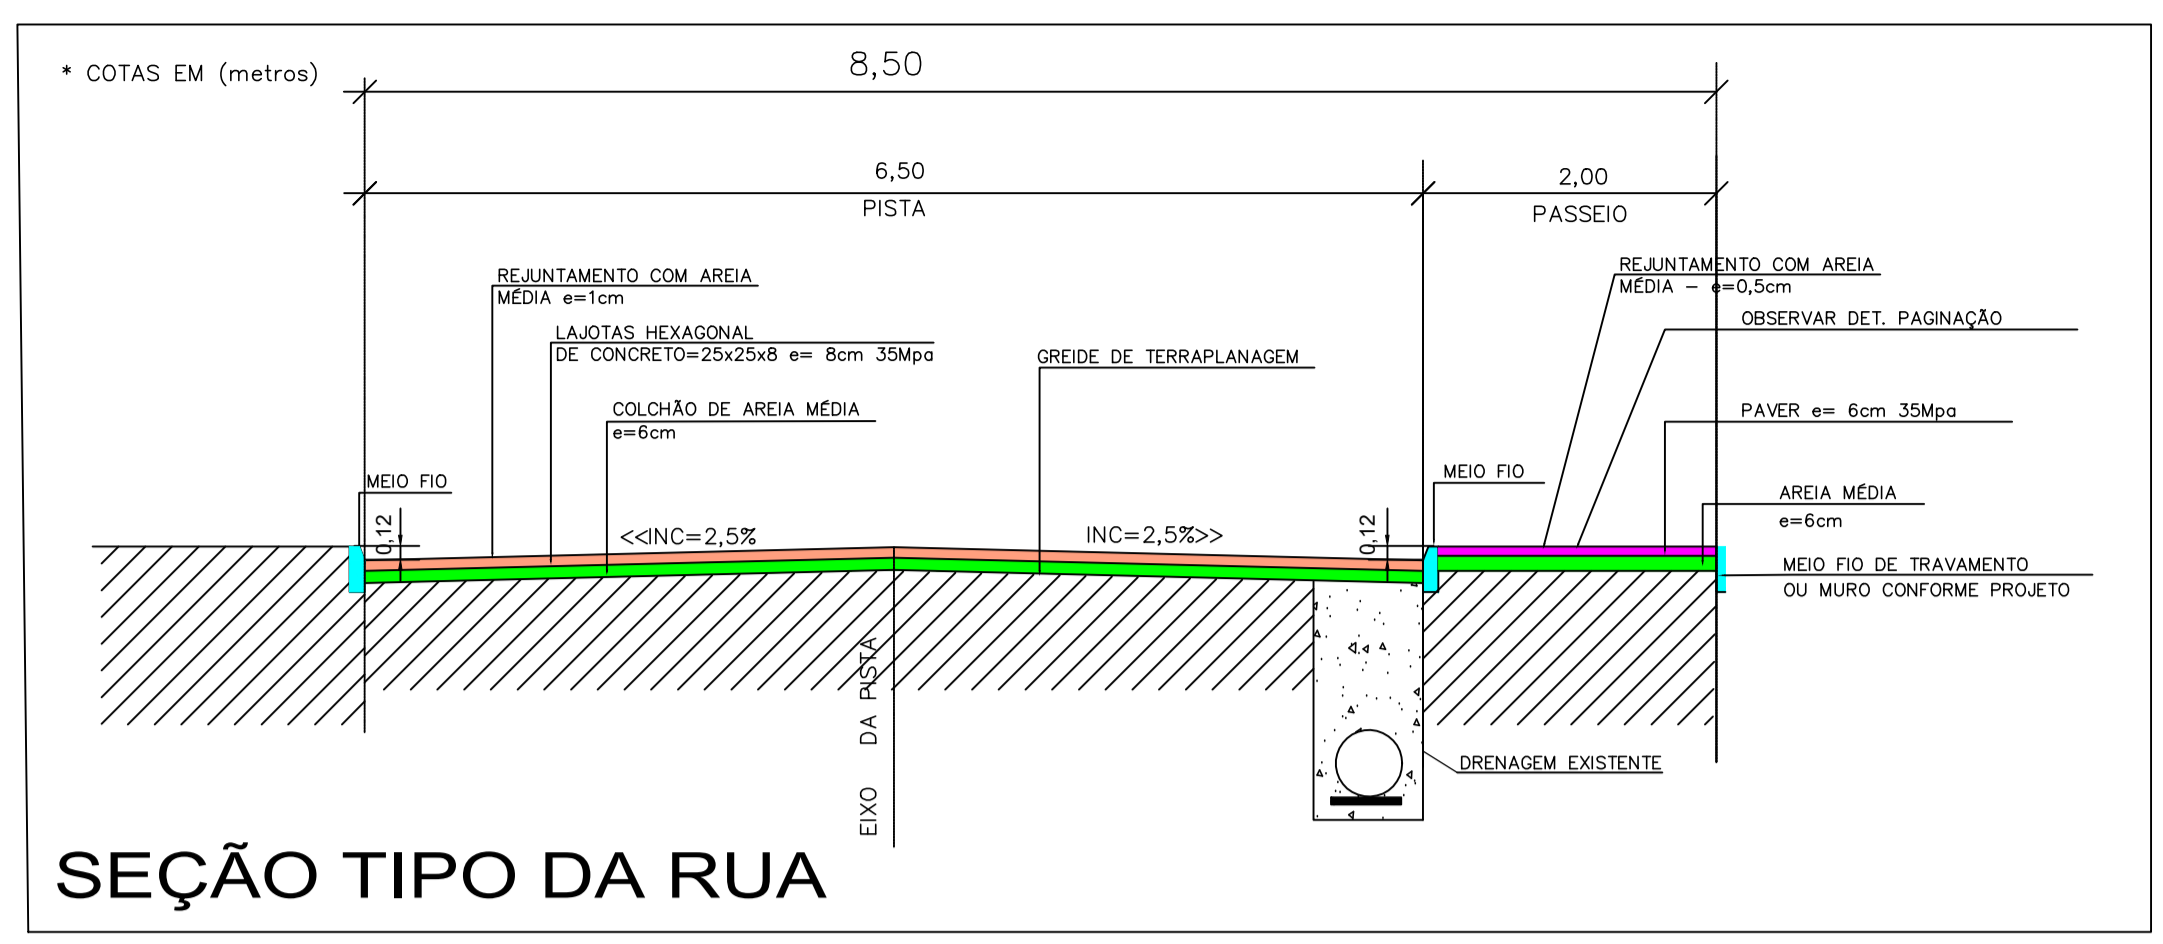 8,50
* COTAS EM (metros)
6,50
PISTA
2,00
PASSEIO
REJUNTAMENTO COM AREIA
MÉDIA e=1cm
REJUNTAMENTO COM AREIA
MÉDIA – e=0,5cm
LAJOTAS HEXAGONAL
DE CONCRETO=25x25x8 e= 8cm 35Mpa
OBSERVAR DET. PAGINAÇÃO
GREIDE DE TERRAPLANAGEM
COLCHÃO DE AREIA MÉDIA
e=6cm
PAVER e= 6cm 35Mpa
MEIO FIO
MEIO FIO
AREIA MÉDIA
e=6cm
0,12
<<INC=2,5%
INC=2,5%>>
0,12
MEIO FIO DE TRAVAMENTO
OU MURO CONFORME PROJETO
EIXO DA PISTA
DRENAGEM EXISTENTE
SEÇÃO TIPO DA RUA